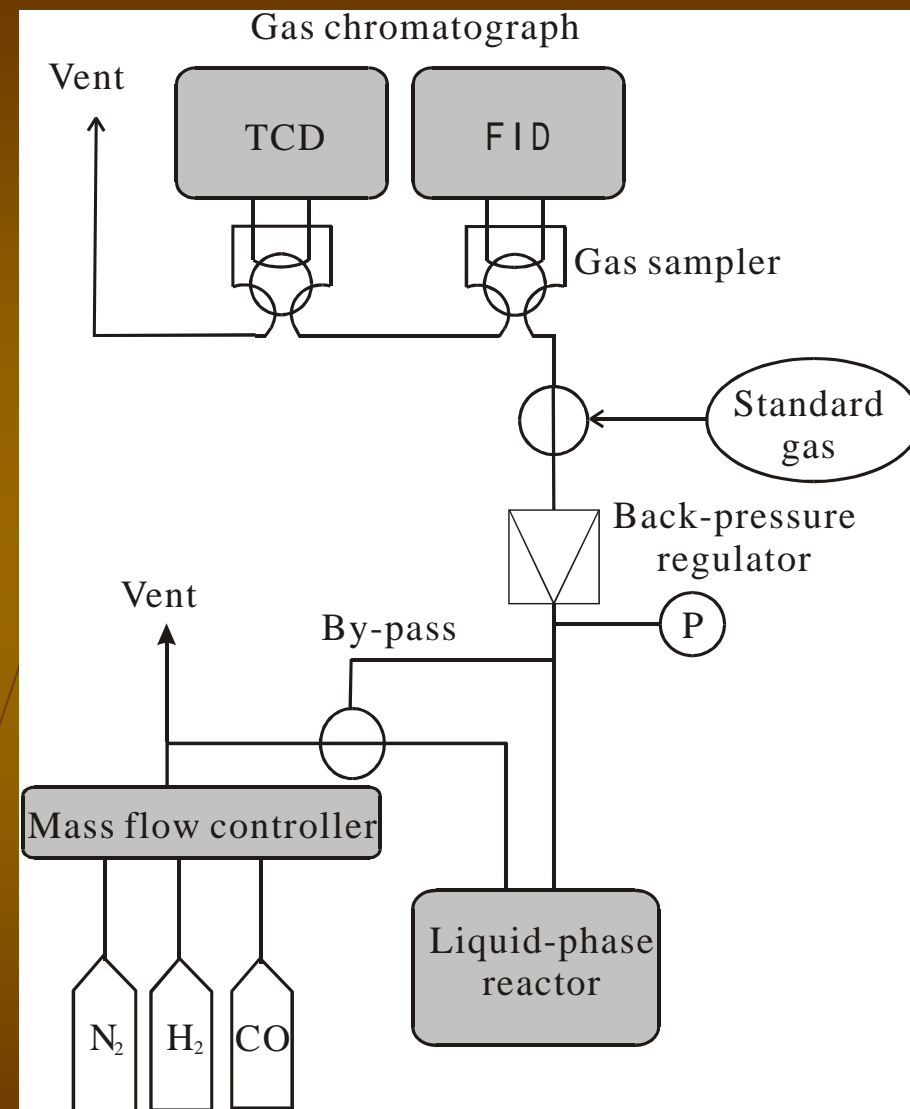 Gas chromatograph
Vent
TCD
FID
Gas sampler
Standard
gas
Back-pressure
regulator
Vent
By-pass
P
Mass flow controller
Liquid-phase
reactor
N₂
H₂
CO